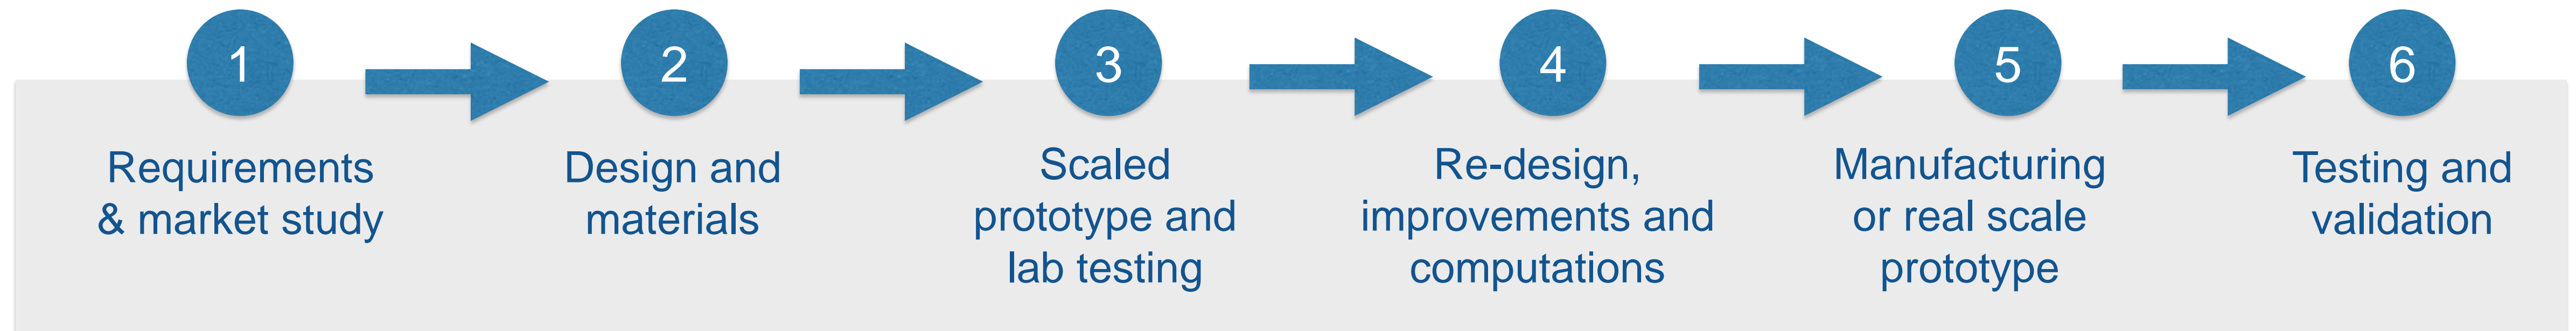 1
Requirements
& market study
2
Design and
materials
3
Scaled
prototype and
lab testing
4
Re-design,
improvements and
computations
5
Manufacturing
or real scale
prototype
6
Testing and
validation